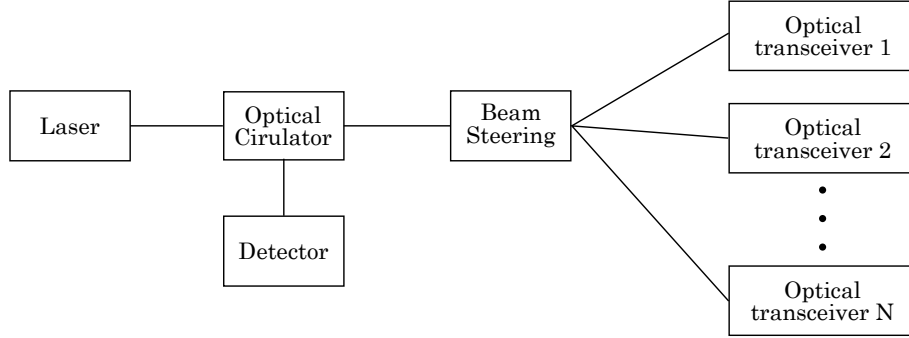 Laser
Optical
Cirulator
Detector
Beam
Steering
Optical
transceiver 1
Optical
transceiver 2
Optical
transceiver N